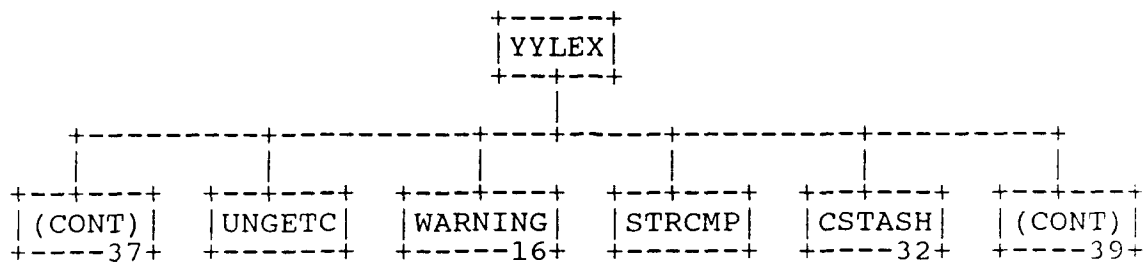 YYLEX
(CONT) UNGETC WARNING STRCMP CSTASH (CONT)
37 16 32 39